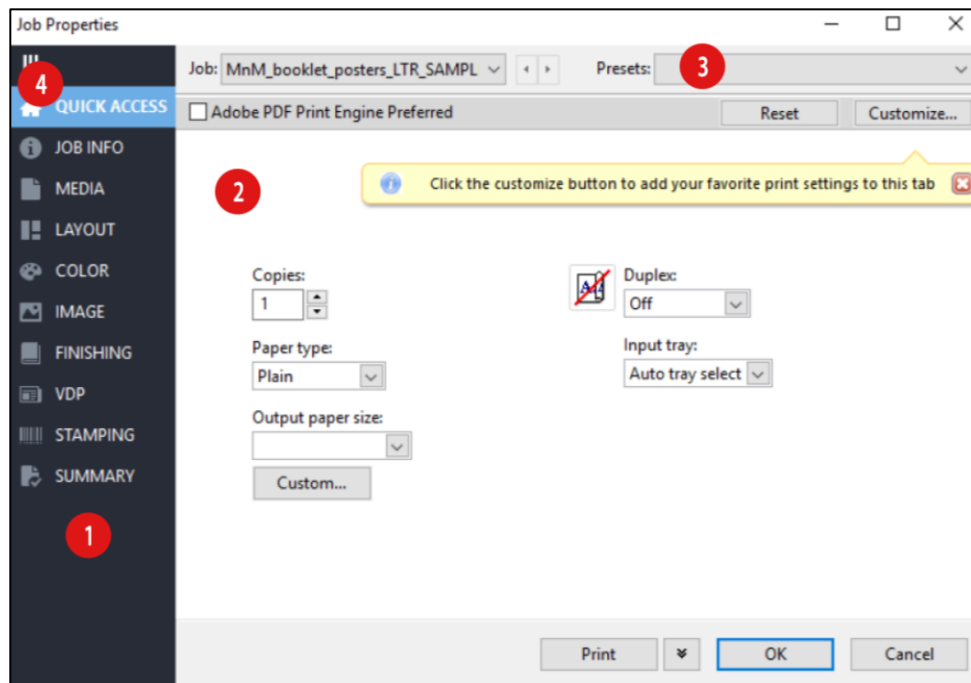 Job Properties
4
QUICK ACCESS
JOB INFO
MEDIA
LAYOUT
COLOR
IMAGE
FINISHING
VDP
STAMPING
SUMMARY
1
Job: MnM_booklet_posters_LTR_SAMPL
Presets:
3
Adobe PDF Print Engine Preferred
Reset
Customize...
2
Click the customize button to add your favorite print settings to this tab
Copies:
1
Paper type:
Plain
Output paper size:
Custom...
Duplex:
Off
Input tray:
Auto tray select
Print
OK
Cancel